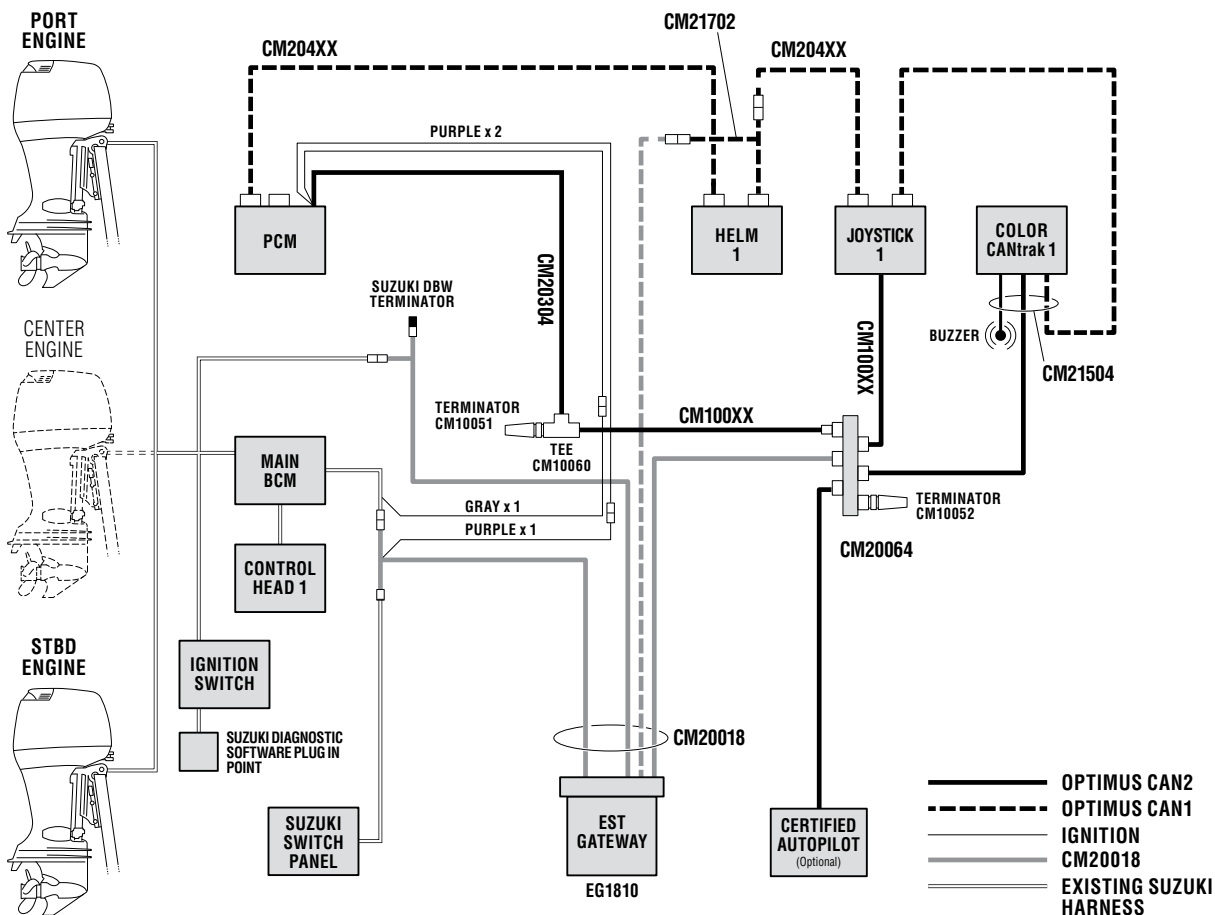 PORT
ENGINE
CM21702
CM204XX
CM204XX
PURPLE x 2
PCM
HELM
1
JOYSTICK
1
COLOR
CANtrak 1
CM20304
SUZUKI DBW
TERMINATOR
BUZZER
CM100XX
CM21504
CENTER
ENGINE
TERMINATOR
CM10051
TEE
CM10060
CM100XX
MAIN
BCM
GRAY x 1
PURPLE x 1
TERMINATOR
CM10052
CM20064
CONTROL
HEAD 1
STBD
ENGINE
IGNITION
SWITCH
SUZUKI DIAGNOSTIC
SOFTWARE PLUG IN
POINT
CM20018
SUZUKI
SWITCH
PANEL
EST
GATEWAY
EG1810
CERTIFIED
AUTOPILOT
(Optional)
OPTIMUS CAN2
OPTIMUS CAN1
IGNITION
CM20018
EXISTING SUZUKI
HARNESS